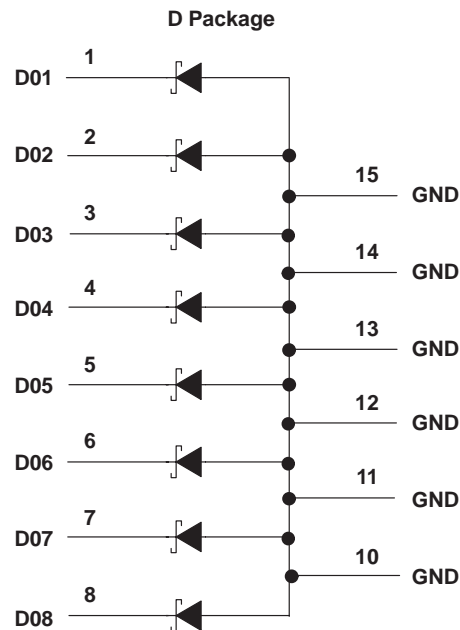 D Package
1
D01
2
D02
15
GND
3
D03
14
GND
4
D04
13
GND
5
D05
12
GND
6
D06
11
GND
7
D07
10
GND
8
D08